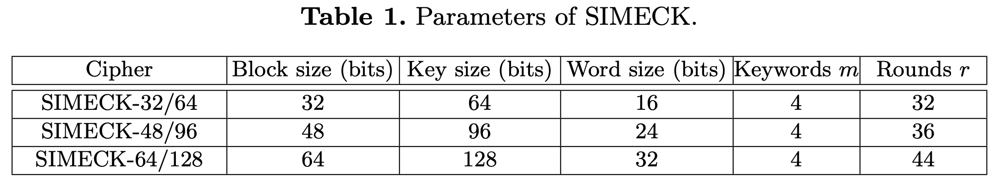 Table 1. Parameters of SIMECK.
Cipher Block size (bits) Key size (bits) Word size (bits) Keywords m Rounds r
SIMECK-32/64 32 64 16 4 32
SIMECK-48/96 48 96 24 4 36
SIMECK-64/128 64 128 32 4 44